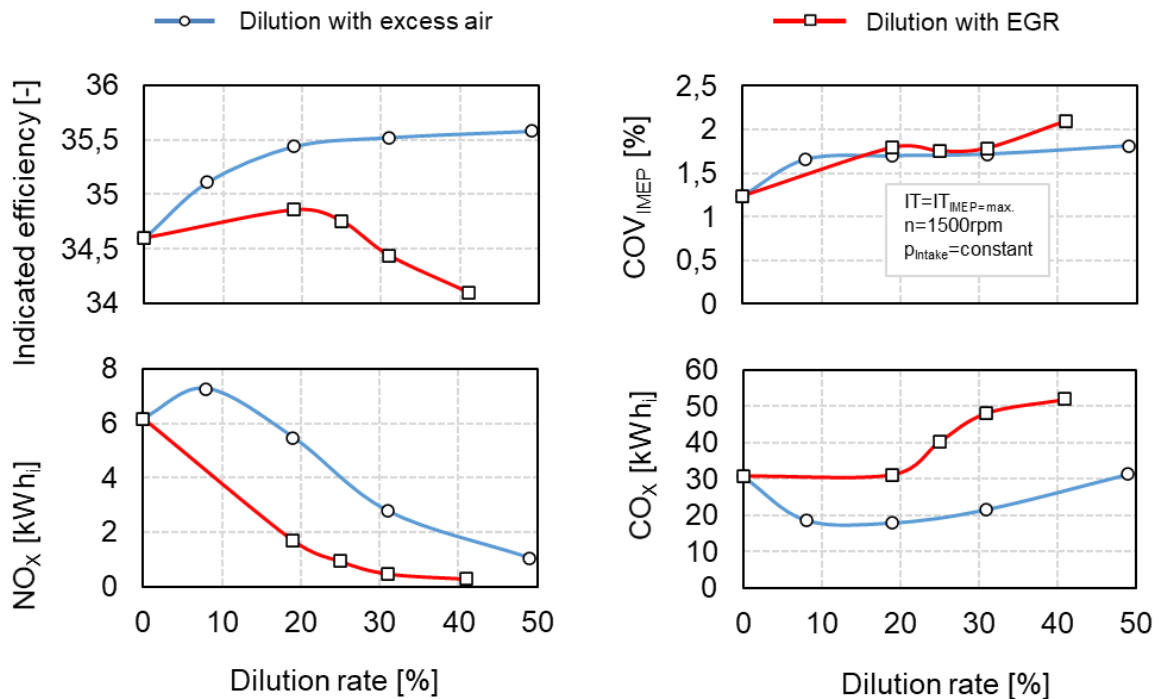 Dilution with excess air
Dilution with EGR
Indicated efficiency [-]
36
35,5
35
34,5
34
COV_IMEP [%]
2,5
2
1,5
1
0,5
0
IT=IT_IMEP=max.
n=1500rpm
p_Intake=constant
NO_X [kWh_i]
8
6
4
2
0
0 10 20 30 40 50
Dilution rate [%]
CO_X [kWh_i]
60
50
40
30
20
10
0
0 10 20 30 40 50
Dilution rate [%]